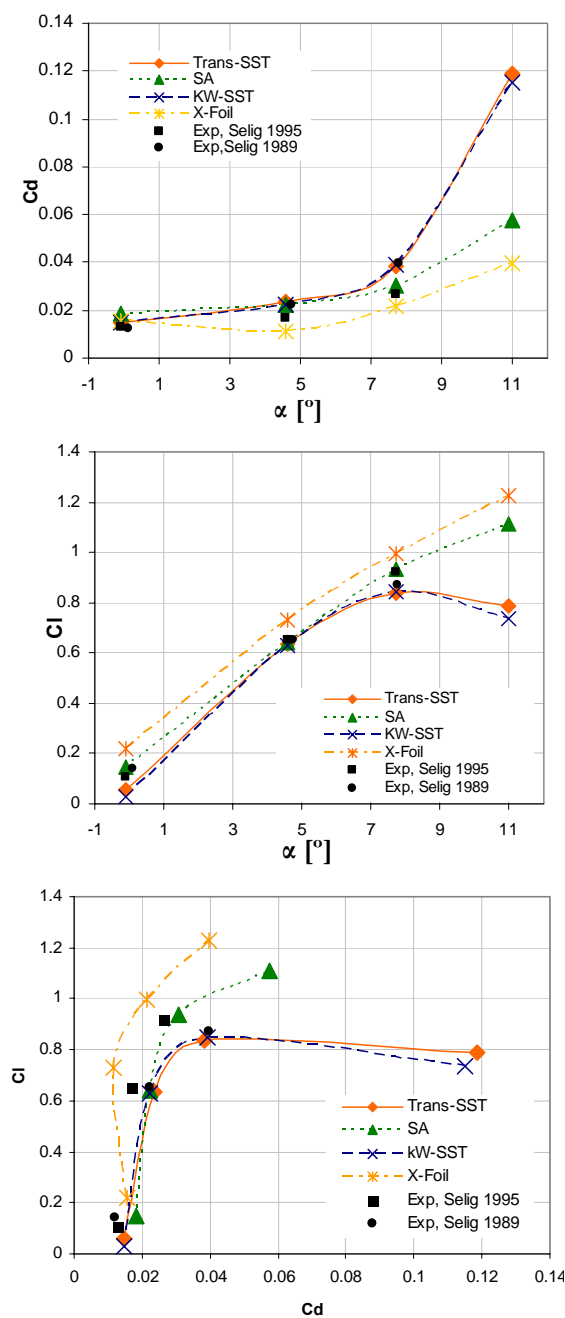 0.14
0.12
Trans-SST
SA
KW-SST
0.1
X-Foil
Exp, Selig 1995
Exp,Selig 1989
0.08
Cd
0.06
0.04
0.02
0
-1 1 3 5 7 9 11
α [º]
1.4
1.2
1
0.8
Cl
0.6
Trans-SST
SA
0.4
KW-SST
X-Foil
0.2
Exp, Selig 1995
Exp, Selig 1989
0
-1 1 3 5 7 9 11
α [º]
1.4
1.2
1
0.8
Cl
0.6
Trans-SST
SA
0.4
kW-SST
X-Foil
0.2
Exp, Selig 1995
Exp, Selig 1989
0
0 0.02 0.04 0.06 0.08 0.1 0.12 0.14
Cd